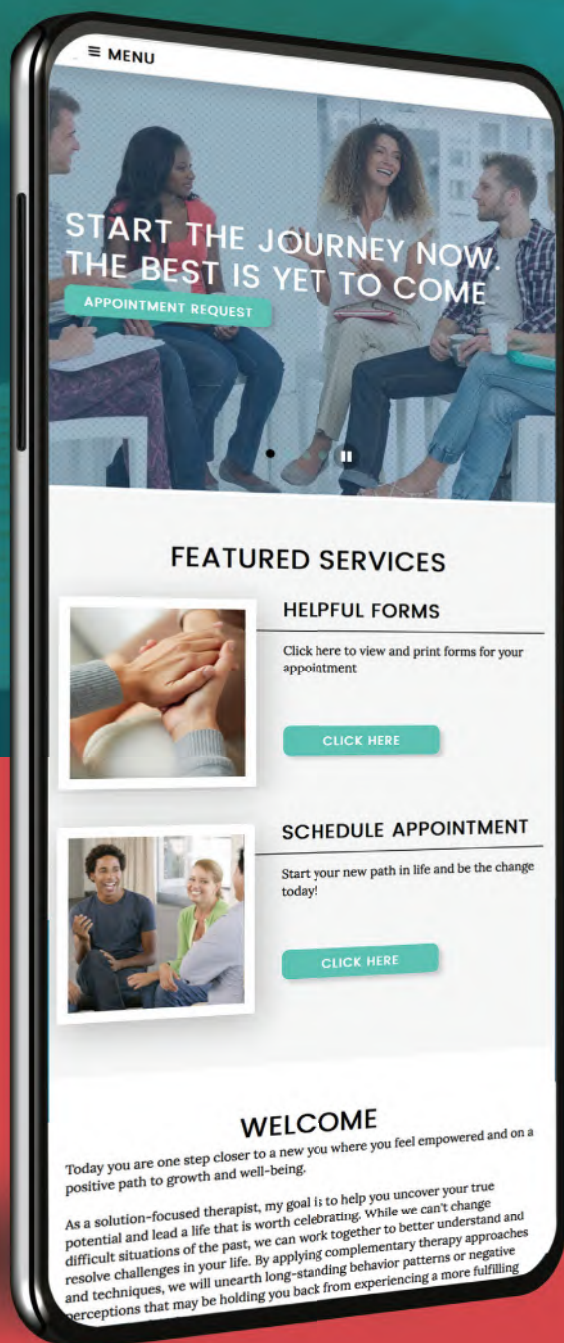 ≡ MENU
START THE JOURNEY NOW.
THE BEST IS YET TO COME
APPOINTMENT REQUEST
FEATURED SERVICES
HELPFUL FORMS
Click here to view and print forms for your
appointment
CLICK HERE
SCHEDULE APPOINTMENT
Start your new path in life and be the change
today!
CLICK HERE
WELCOME
Today you are one step closer to a new you where you feel empowered and on a
positive path to growth and well-being.
As a solution-focused therapist, my goal is to help you uncover your true
potential and lead a life that is worth celebrating. While we can't change
difficult situations of the past, we can work together to better understand and
resolve challenges in your life. By applying complementary therapy approaches
and techniques, we will unearth long-standing behavior patterns or negative
perceptions that may be holding you back from experiencing a more fulfilling